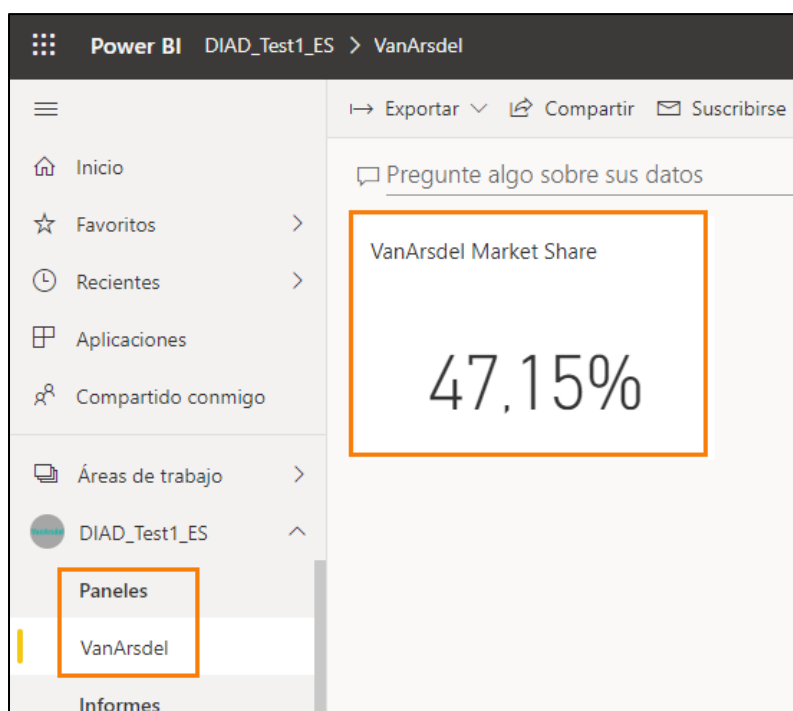 Power BI DIAD_Test1_ES > VanArsdel
Exportar Compartir Suscribirse
Inicio
Pregunte algo sobre sus datos
Favoritos
VanArsdel Market Share
Recientes
Aplicaciones
47,15%
Compartido conmigo
Áreas de trabajo
DIAD_Test1_ES
Paneles
VanArsdel
Informes